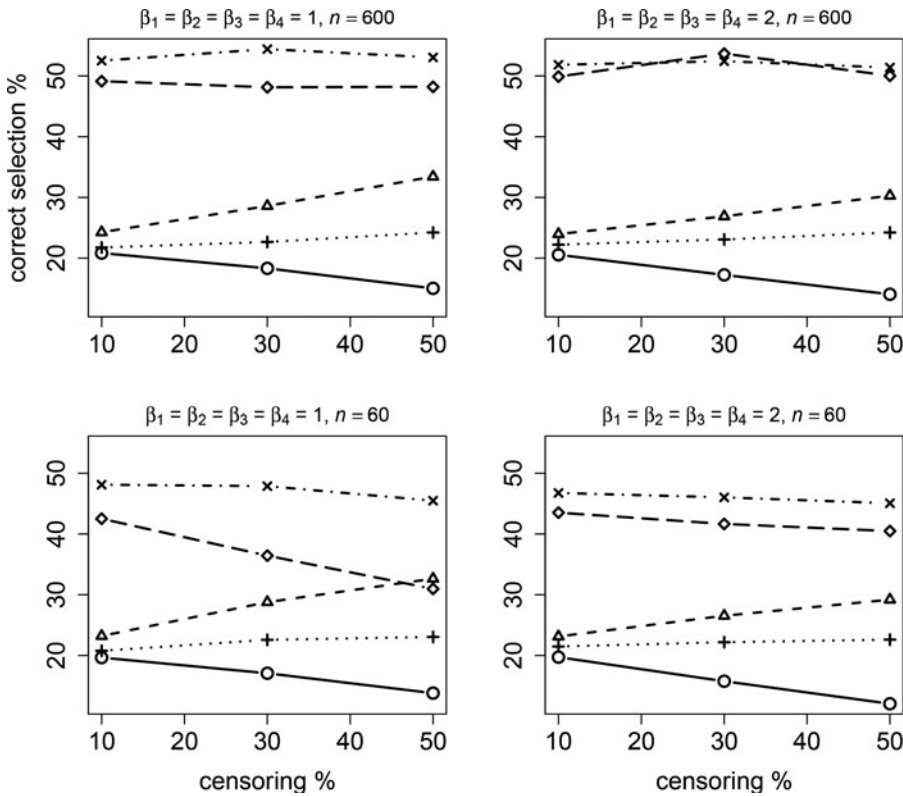 β1 = β2 = β3 = β4 = 1, n = 600
β1 = β2 = β3 = β4 = 2, n = 600
correct selection %
50
40
30
20
10 20 30 40 50
50
40
30
20
10 20 30 40 50
β1 = β2 = β3 = β4 = 1, n = 60
β1 = β2 = β3 = β4 = 2, n = 60
50
40
30
20
10 20 30 40 50
censoring %
50
40
30
20
10 20 30 40 50
censoring %